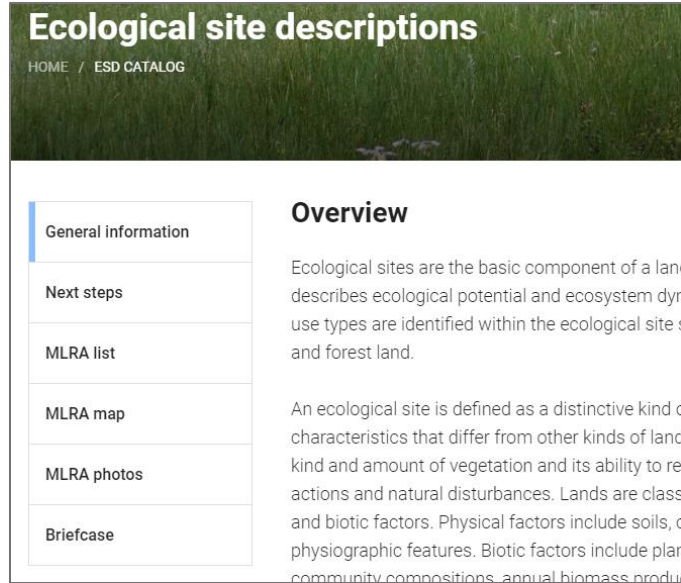 Ecological site descriptions
HOME / ESD CATALOG
General information
Next steps
MLRA list
MLRA map
MLRA photos
Briefcase
Overview
Ecological sites are the basic component of a
describes ecological potential and ecosystem
use types are identified within the ecological site
and forest land.
An ecological site is defined as a distinctive kind
characteristics that differ from other kinds of
kind and amount of vegetation and its ability to
actions and natural disturbances. Lands are
and biotic factors. Physical factors include soils,
physiographic features. Biotic factors include
community compositions, annual biomass